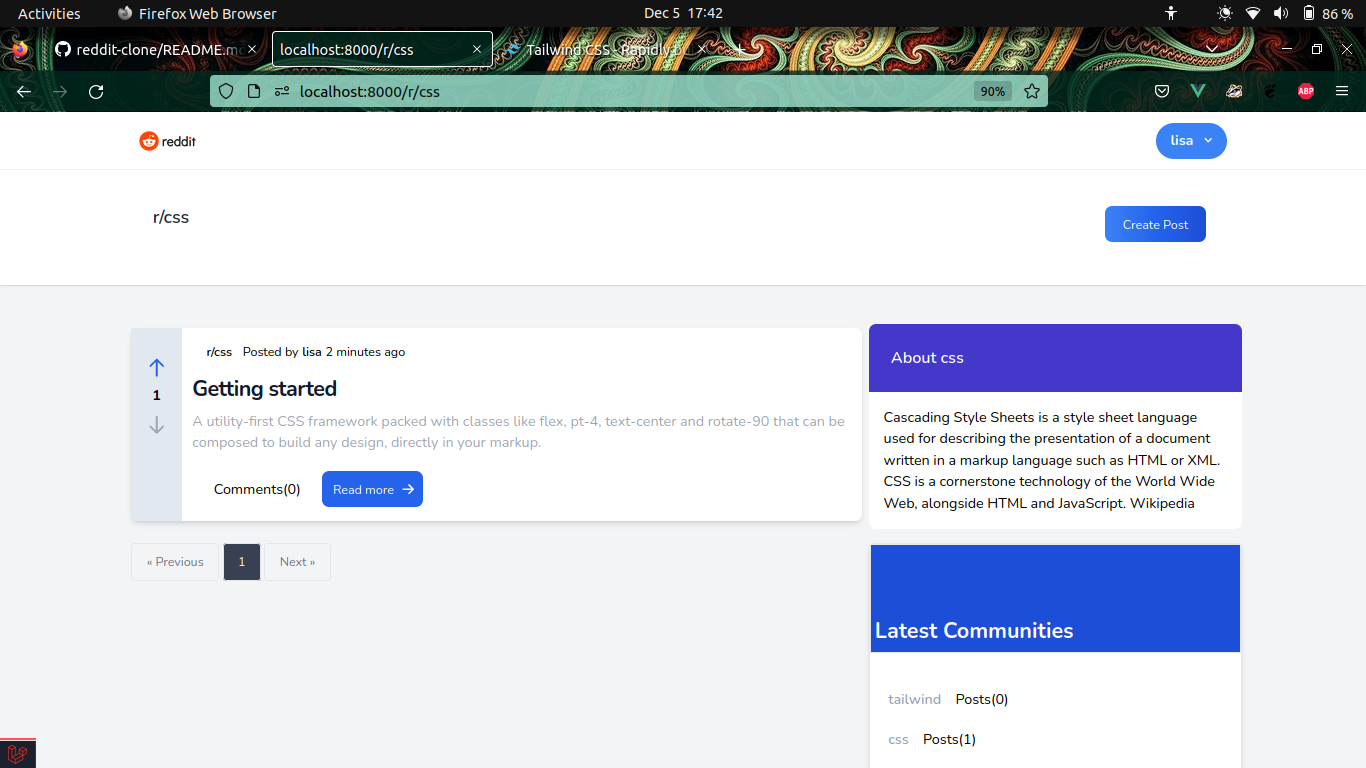 Activities Firefox Web Browser Dec 5 17:42 86 %
reddit-clone/README.m localhost:8000/r/css Tailwind CSS - Rapidly
localhost:8000/r/css 90% ABP
reddit lisa
r/css Create Post
r/css Posted by lisa 2 minutes ago
1
Getting started
A utility-first CSS framework packed with classes like flex, pt-4, text-center and rotate-90 that can be
composed to build any design, directly in your markup.
Comments(0) Read more
« Previous 1 Next »
About css
Cascading Style Sheets is a style sheet language
used for describing the presentation of a document
written in a markup language such as HTML or XML.
CSS is a cornerstone technology of the World Wide
Web, alongside HTML and JavaScript. Wikipedia
Latest Communities
tailwind Posts(0)
css Posts(1)